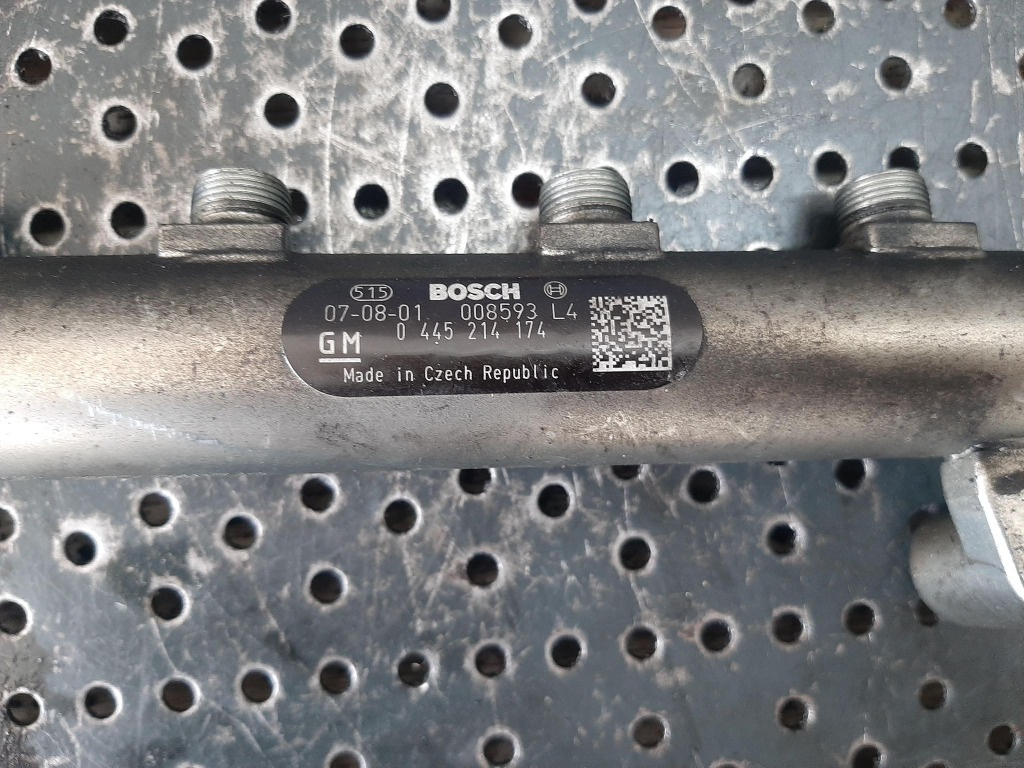 515 BOSCH
07-08-01 008593 L4
0 445 214 174
GM
Made in Czech Republic